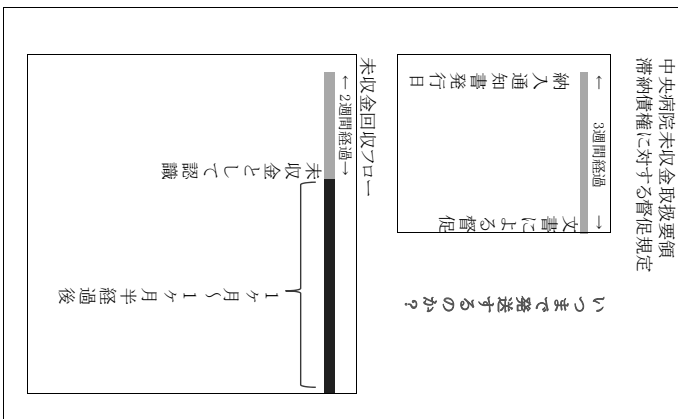 中央病院未収金取扱要領
滞納債権に対する督促規定
← 3週間経過 →
納入通知書発行日
文書による督促
いつまで発送するのか？
未収金回収フロー
←2週間経過→
未収金として認識
1ヶ月～1ヶ月半経過後